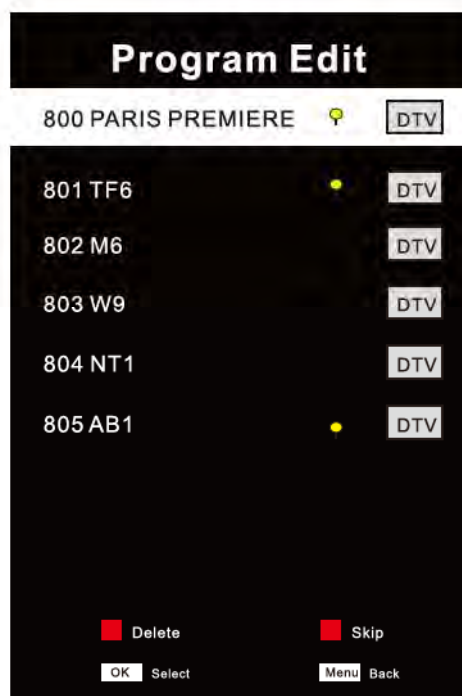 Program Edit
800 PARIS PREMIERE DTV
801 TF6 DTV
802 M6 DTV
803 W9 DTV
804 NT1 DTV
805 AB1 DTV
Delete Skip
OK Select Menu Back